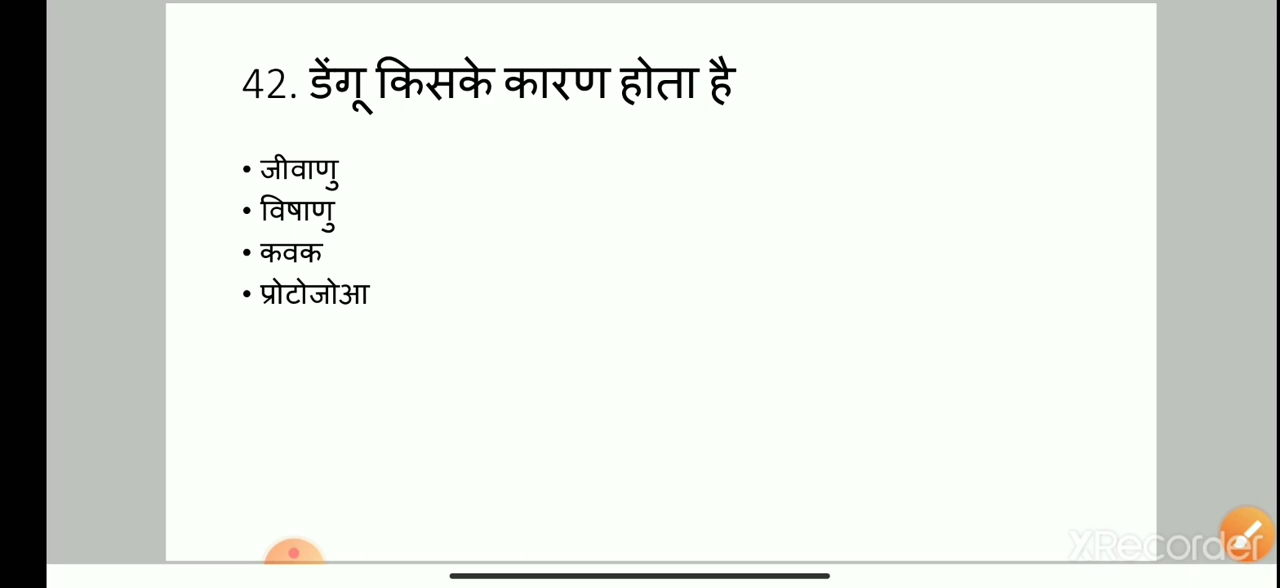 42. डेंगू किसके कारण होता है
• जीवाणु
• विषाणु
• कवक
• प्रोटोजोआ
XRecorder